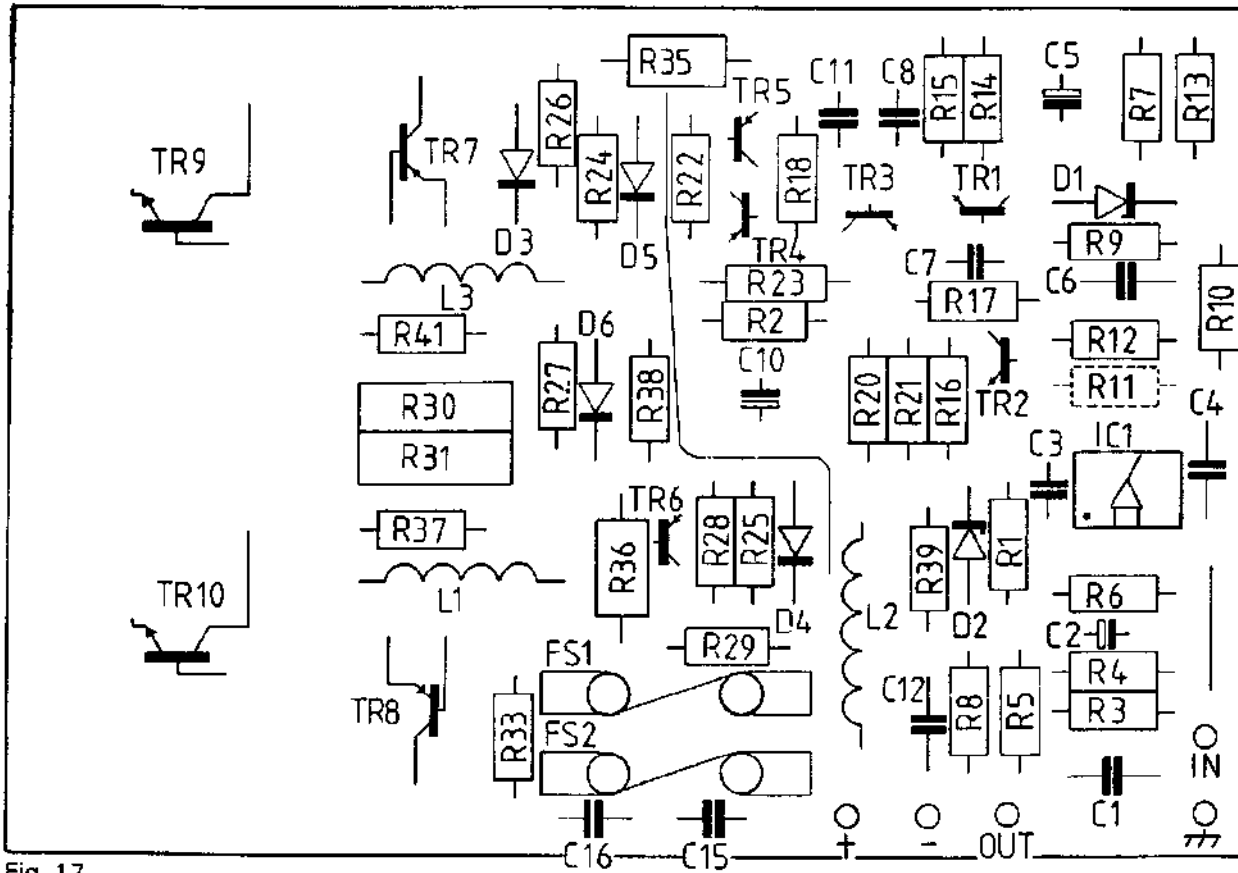 R35
C11
C8
R15
R14
C5
R7
R13
TR5
R26
TR9
TR7
R24
R22
R18
TR3
TR1
D1
D3
D5
TR4
R9
C7
C6
R10
L3
R23
R17
R41
D6
R2
R12
C10
R27
R38
R20
R21
R16
TR2
R11
C4
R30
R31
C3
IC1
TR6
R37
R36
R28
R25
R39
R1
TR10
L1
D4
L2
D2
R6
C2
R29
FS1
R4
TR8
C12
R8
R5
R3
R33
FS2
IN
C1
C16
C15
+
-
OUT
Fig. 17